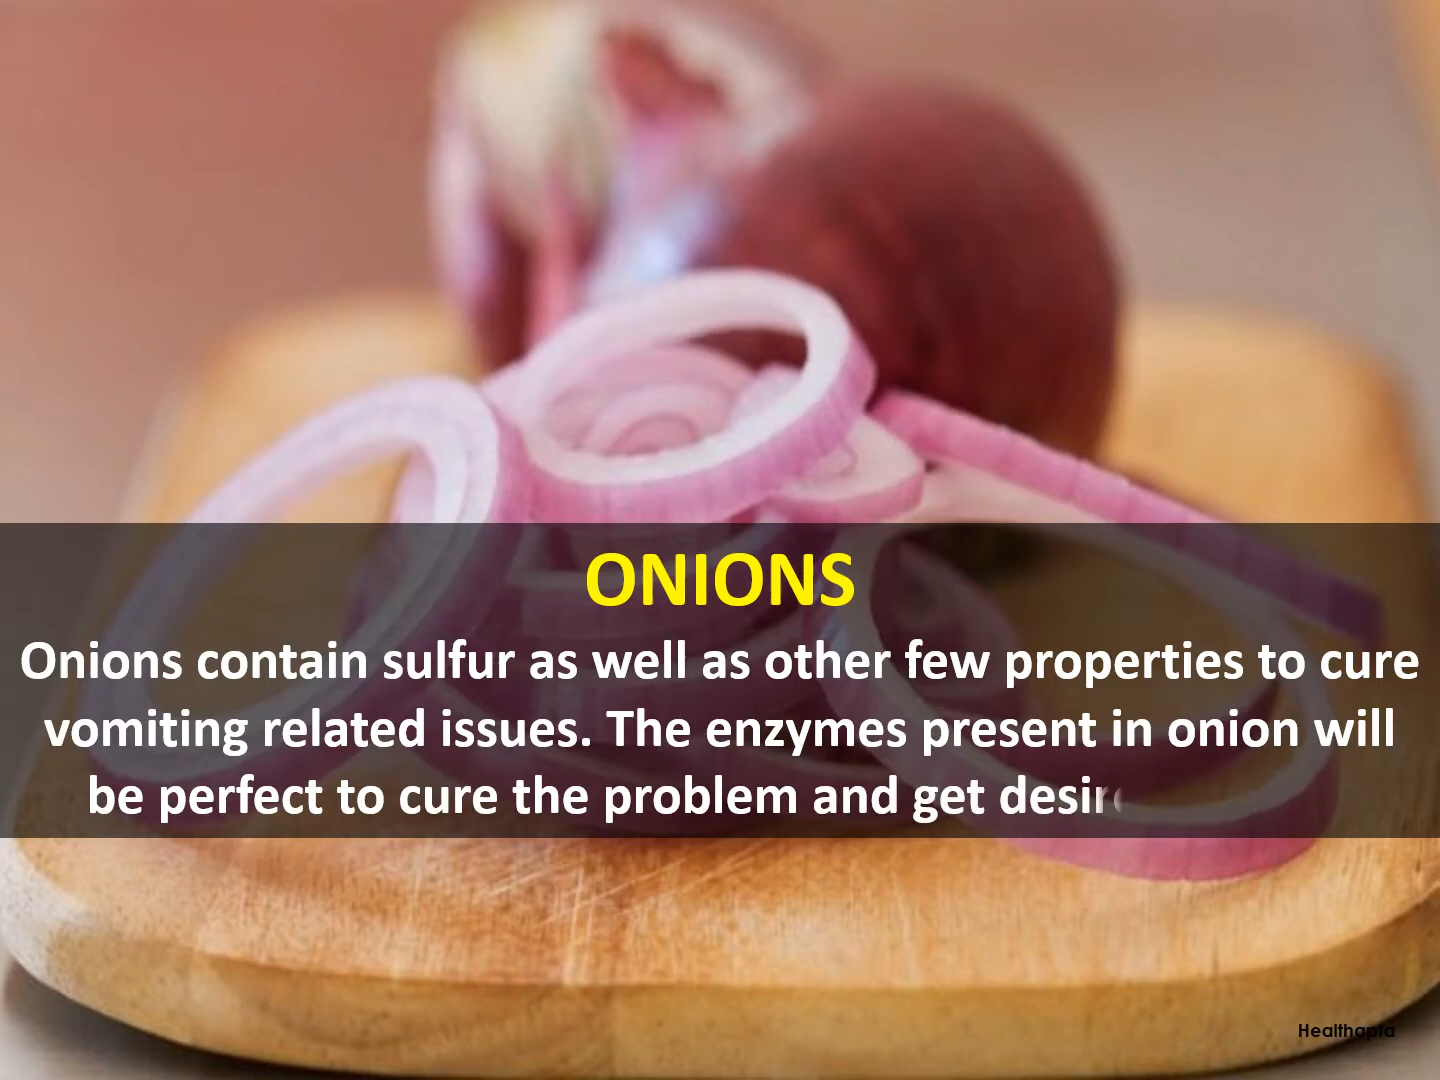 ONIONS
Onions contain sulfur as well as other few properties to cure
vomiting related issues. The enzymes present in onion will
be perfect to cure the problem and get
Healthapta